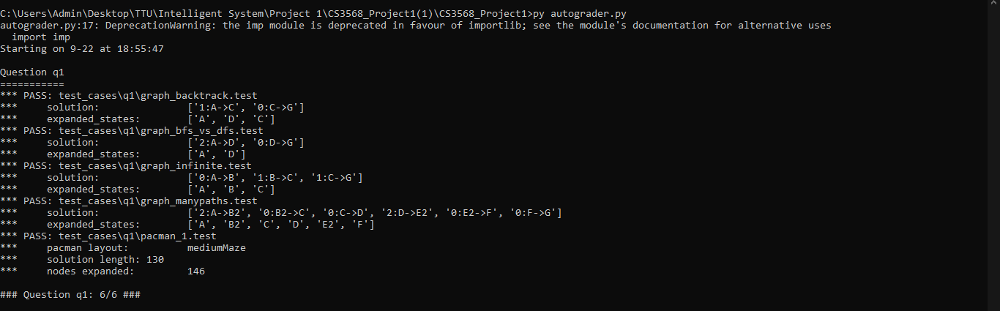 C:\Users\Admin\Desktop\TTU\Intelligent System\Project 1\CS3568_Project1(1)\CS3568_Project1>py autograder.py
autograder.py:17: DeprecationWarning: the imp module is deprecated in favour of importlib; see the module's documentation for alternative uses
  import imp
Starting on 9-22 at 18:55:47

Question q1
===========
*** PASS: test_cases\q1\graph_backtrack.test
***     solution:               ['1:A->C', '0:C->G']
***     expanded_states:        ['A', 'D', 'C']
*** PASS: test_cases\q1\graph_bfs_vs_dfs.test
***     solution:               ['2:A->D', '0:D->G']
***     expanded_states:        ['A', 'D']
*** PASS: test_cases\q1\graph_infinite.test
***     solution:               ['0:A->B', '1:B->C', '1:C->G']
***     expanded_states:        ['A', 'B', 'C']
*** PASS: test_cases\q1\graph_manypaths.test
***     solution:               ['2:A->B2', '0:B2->C', '0:C->D', '2:D->E2', '0:E2->F', '0:F->G']
***     expanded_states:        ['A', 'B2', 'C', 'D', 'E2', 'F']
*** PASS: test_cases\q1\pacman_1.test
***     pacman layout:          mediumMaze
***     solution length: 130
***     nodes expanded:         146

### Question q1: 6/6 ###